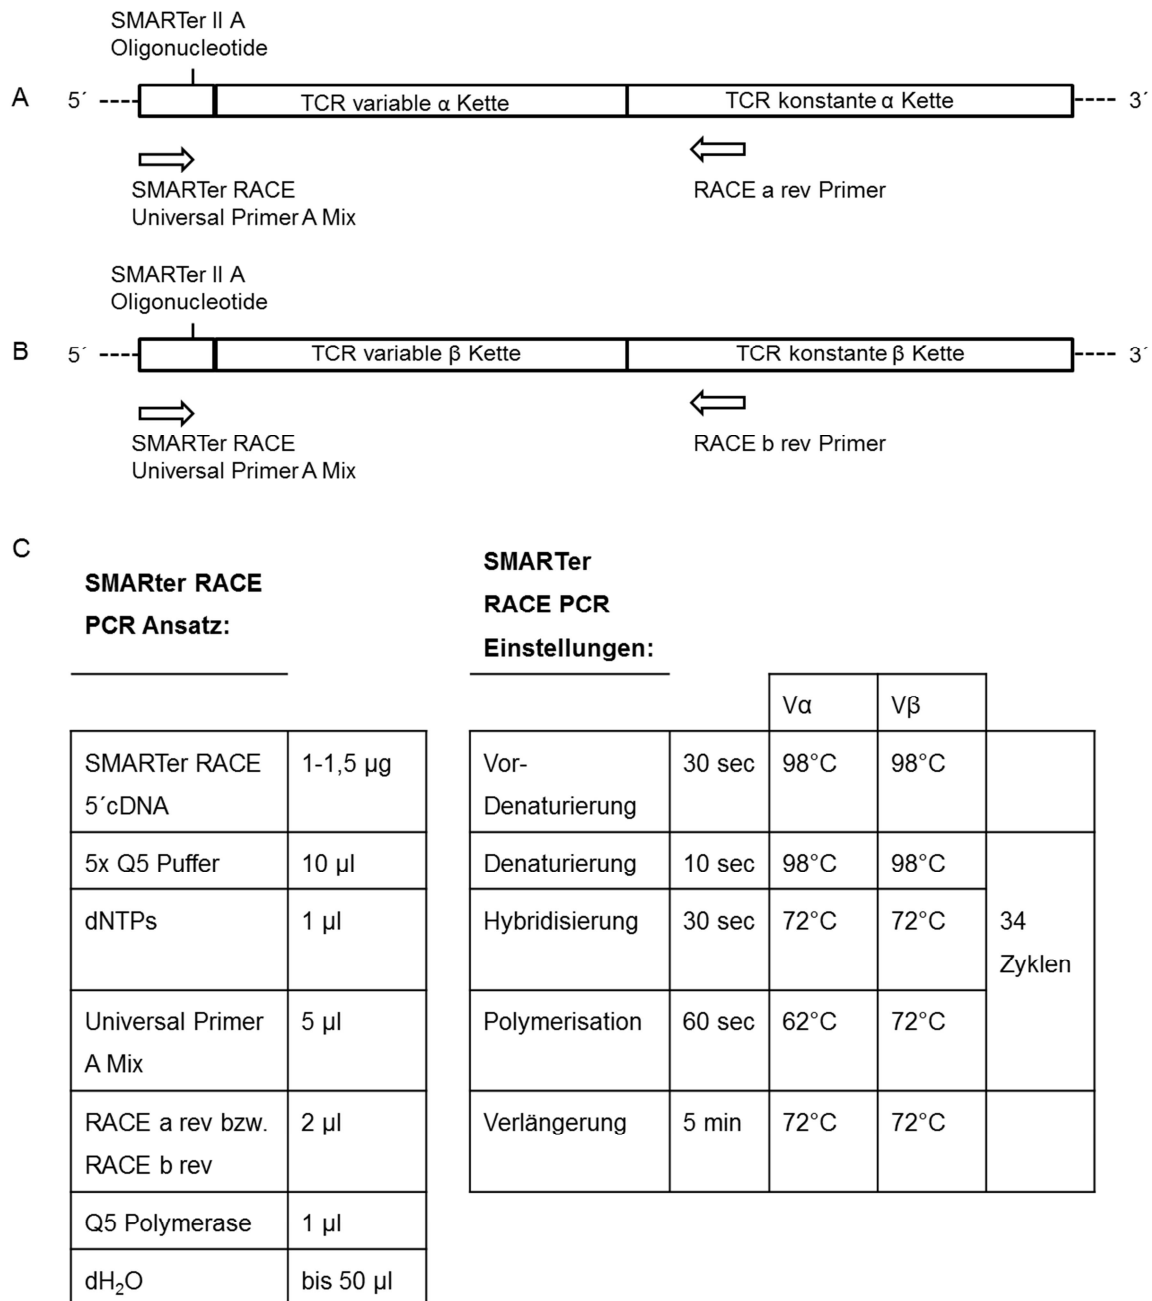 SMARTer II A
Oligonucleotide
A 5´ TCR variable α Kette TCR konstante α Kette 3´
SMARTer RACE RACE a rev Primer
Universal Primer A Mix
SMARTer II A
Oligonucleotide
B 5´ TCR variable β Kette TCR konstante β Kette 3´
SMARTer RACE RACE b rev Primer
Universal Primer A Mix
C
SMARter RACE
PCR Ansatz:
SMARTer RACE 1-1,5 µg
5´cDNA
5x Q5 Puffer 10 µl
dNTPs 1 µl
Universal Primer 5 µl
A Mix
RACE a rev bzw. 2 µl
RACE b rev
Q5 Polymerase 1 µl
dH₂O bis 50 µl
SMARTer
RACE PCR
Einstellungen:
Vα Vβ
Vor- 30 sec 98°C 98°C
Denaturierung
Denaturierung 10 sec 98°C 98°C
Hybridisierung 30 sec 72°C 72°C 34
Zyklen
Polymerisation 60 sec 62°C 72°C
Verlängerung 5 min 72°C 72°C